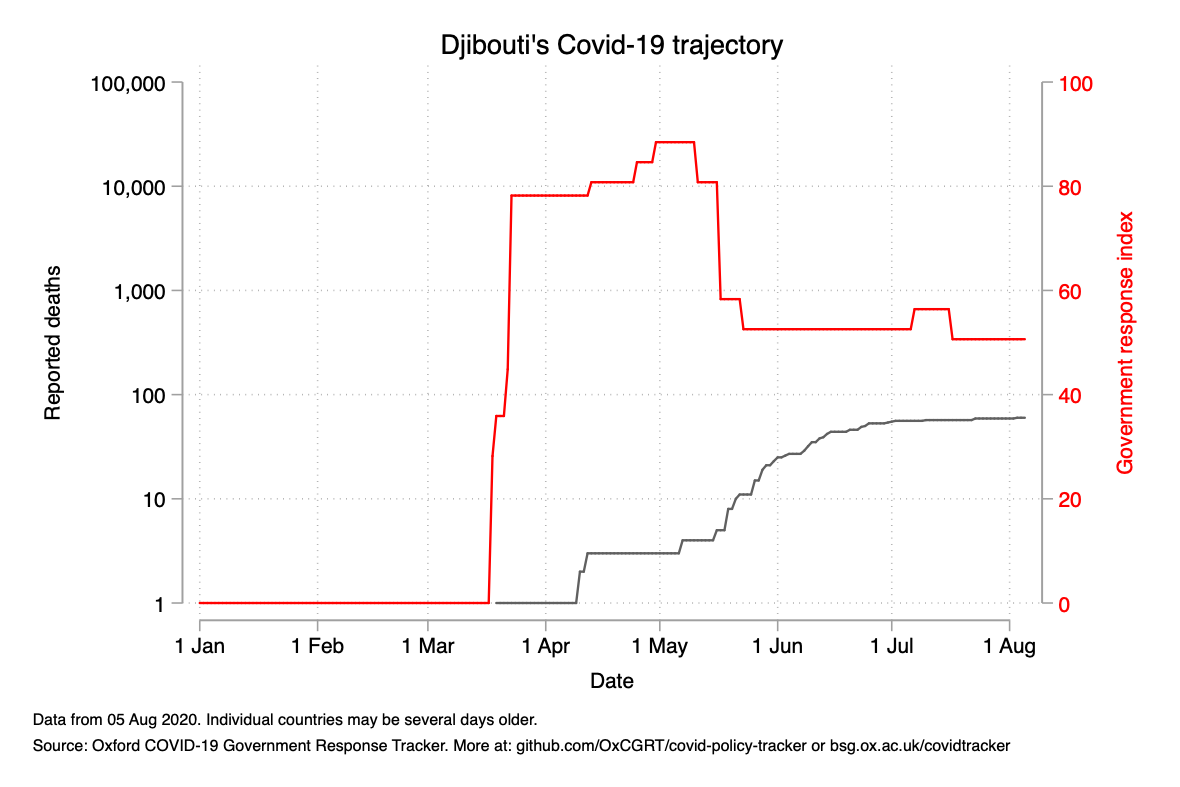 Djibouti's Covid-19 trajectory
100,000
10,000
1,000
100
10
1
Reported deaths
100
80
60
40
20
0
Government response index
1 Jan 1 Feb 1 Mar 1 Apr 1 May 1 Jun 1 Jul 1 Aug
Date
Data from 05 Aug 2020. Individual countries may be several days older.
Source: Oxford COVID-19 Government Response Tracker. More at: github.com/OxCGRT/covid-policy-tracker or bsg.ox.ac.uk/covidtracker